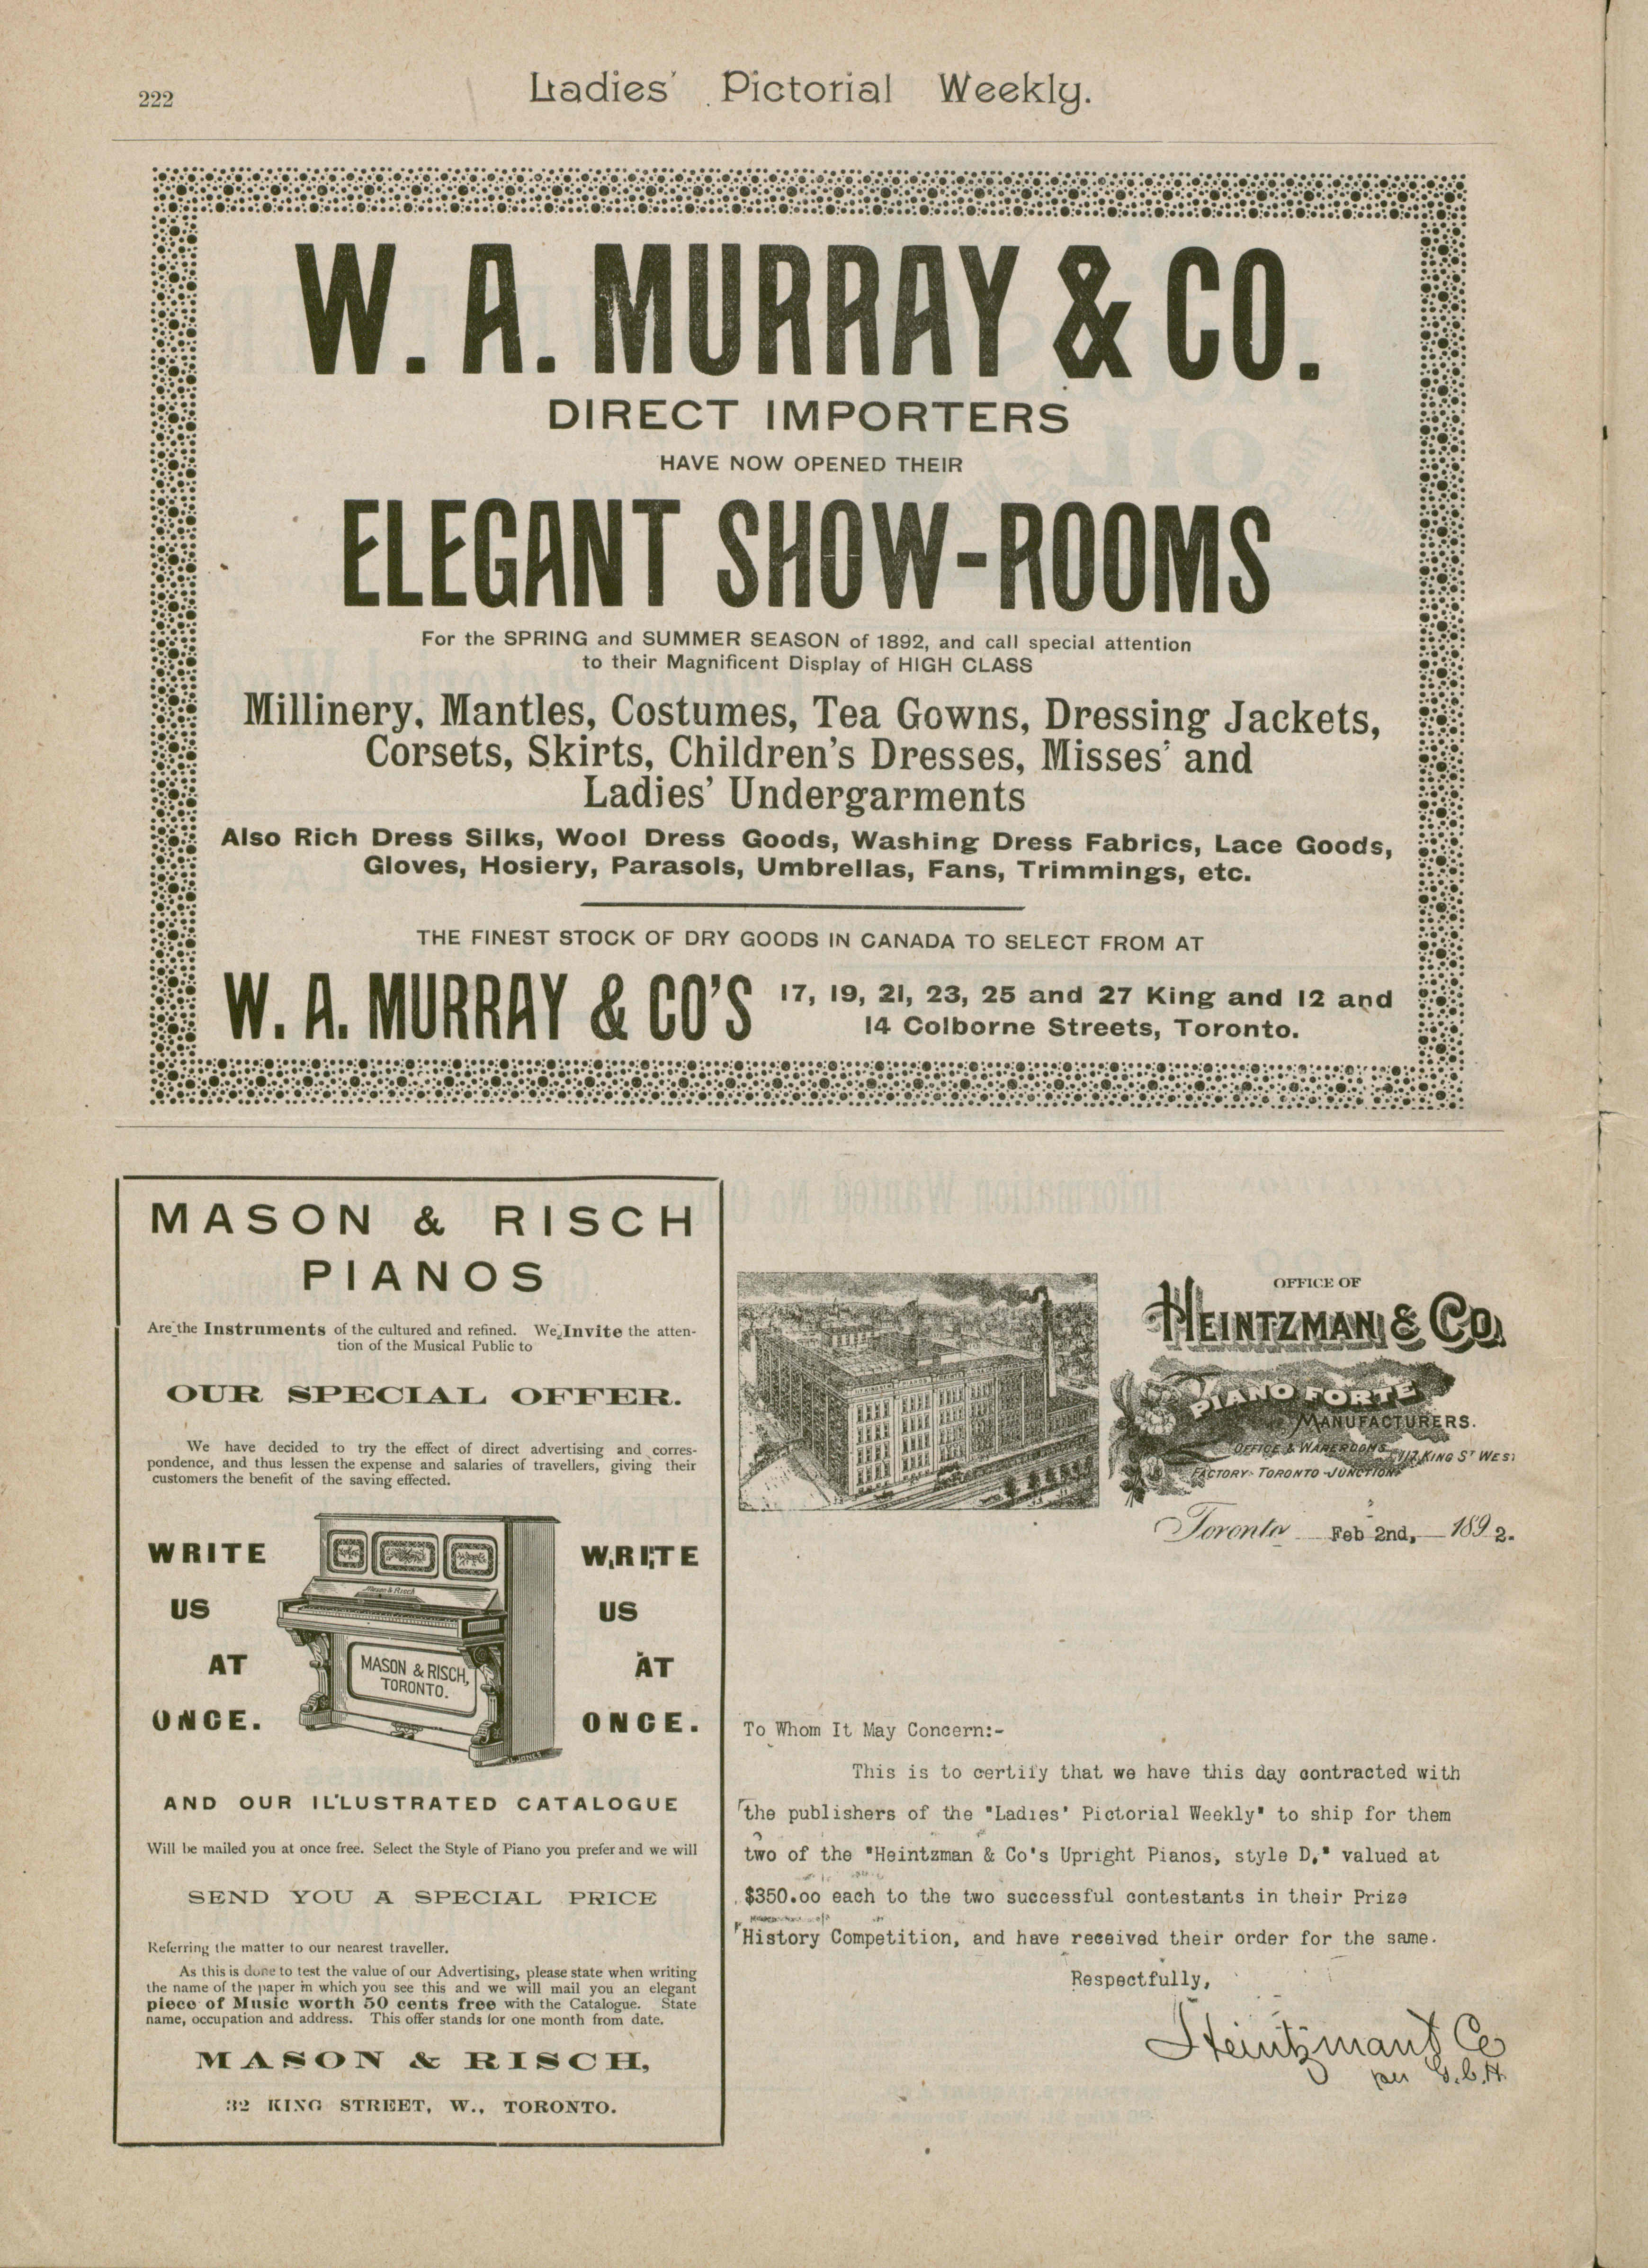 222
Ladies' Pictorial Weekly.
W. A. MURRAY & CO.
DIRECT IMPORTERS
HAVE NOW OPENED THEIR
ELEGANT SHOW-ROOMS
For the SPRING and SUMMER SEASON of 1892, and call special attention
to their Magnificent Display of HIGH CLASS
Millinery, Mantles, Costumes, Tea Gowns, Dressing Jackets,
Corsets, Skirts, Children's Dresses, Misses' and
Ladies' Undergarments
Also Rich Dress Silks, Wool Dress Goods, Washing Dress Fabrics, Lace Goods,
Gloves, Hosiery, Parasols, Umbrellas, Fans, Trimmings, etc.
THE FINEST STOCK OF DRY GOODS IN CANADA TO SELECT FROM AT
W. A. MURRAY & CO'S 17, 19, 21, 23, 25 and 27 King and 12 and
14 Colborne Streets, Toronto.
MASON & RISCH
PIANOS
Are the Instruments of the cultured and refined. We Invite the atten-
tion of the Musical Public to
OUR SPECIAL OFFER.
We have decided to try the effect of direct advertising and corres-
pondence, and thus lessen the expense and salaries of travellers, giving their
customers the benefit of the saving effected.
WRITE
US
AT
ONCE.
Mason & Risch
MASON & RISCH,
TORONTO.
J.L. JONES
WRITE
US
AT
ONCE.
AND OUR ILLUSTRATED CATALOGUE
Will be mailed you at once free. Select the Style of Piano you prefer and we will
SEND YOU A SPECIAL PRICE
Referring the matter to our nearest traveller.
As this is done to test the value of our Advertising, please state when writing
the name of the paper in which you see this and we will mail you an elegant
piece of Music worth 50 cents free with the Catalogue. State
name, occupation and address. This offer stands for one month from date.
MASON & RISCH,
32 KING STREET, W., TORONTO.
OFFICE OF
HEINTZMAN & CO.
PIANO FORTE
MANUFACTURERS.
OFFICE & WAREROOMS, 117, KING ST WEST
FACTORY-TORONTO-JUNCTION
Toronto Feb 2nd, 1892.
To Whom It May Concern:-
This is to certify that we have this day contracted with
the publishers of the "Ladies' Pictorial Weekly" to ship for them
two of the "Heintzman & Co's Upright Pianos, style D," valued at
$350.00 each to the two successful contestants in their Prize
History Competition, and have received their order for the same.
Respectfully,
Heintzman & Co
per G.C.H.